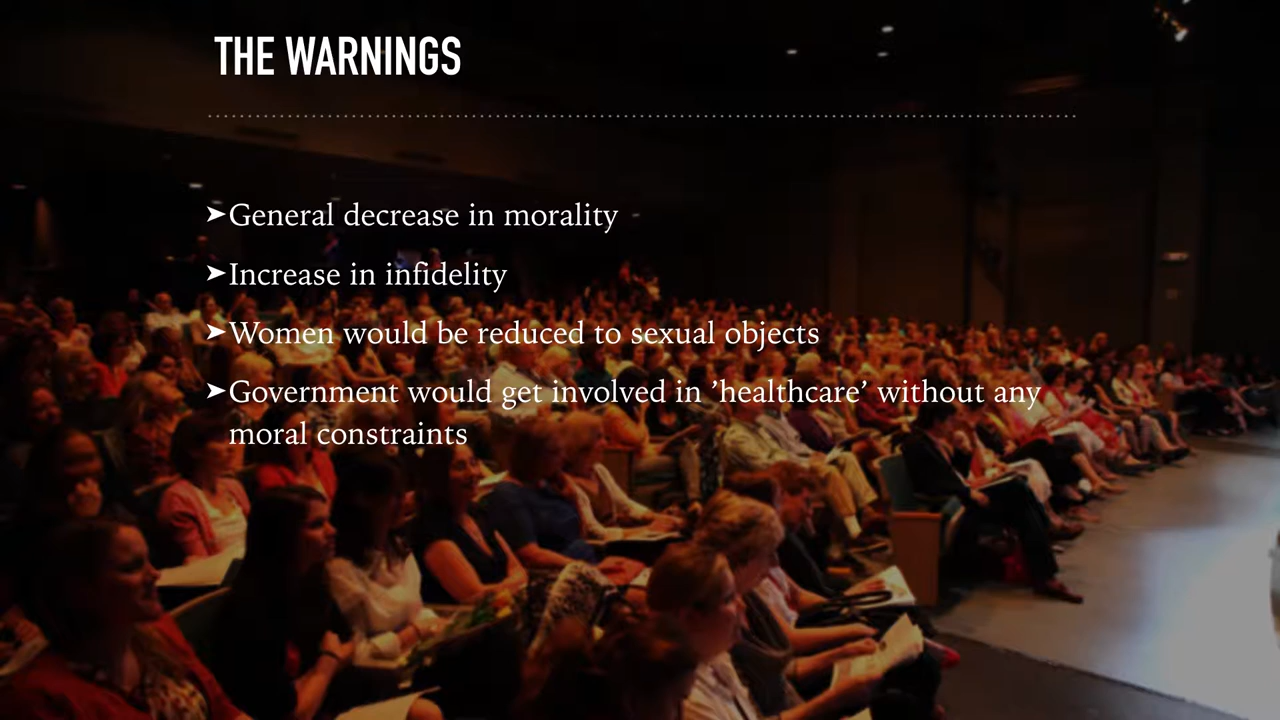 THE WARNINGS
➤General decrease in morality
➤Increase in infidelity
➤Women would be reduced to sexual objects
➤Government would get involved in ’healthcare’ without any
moral constraints